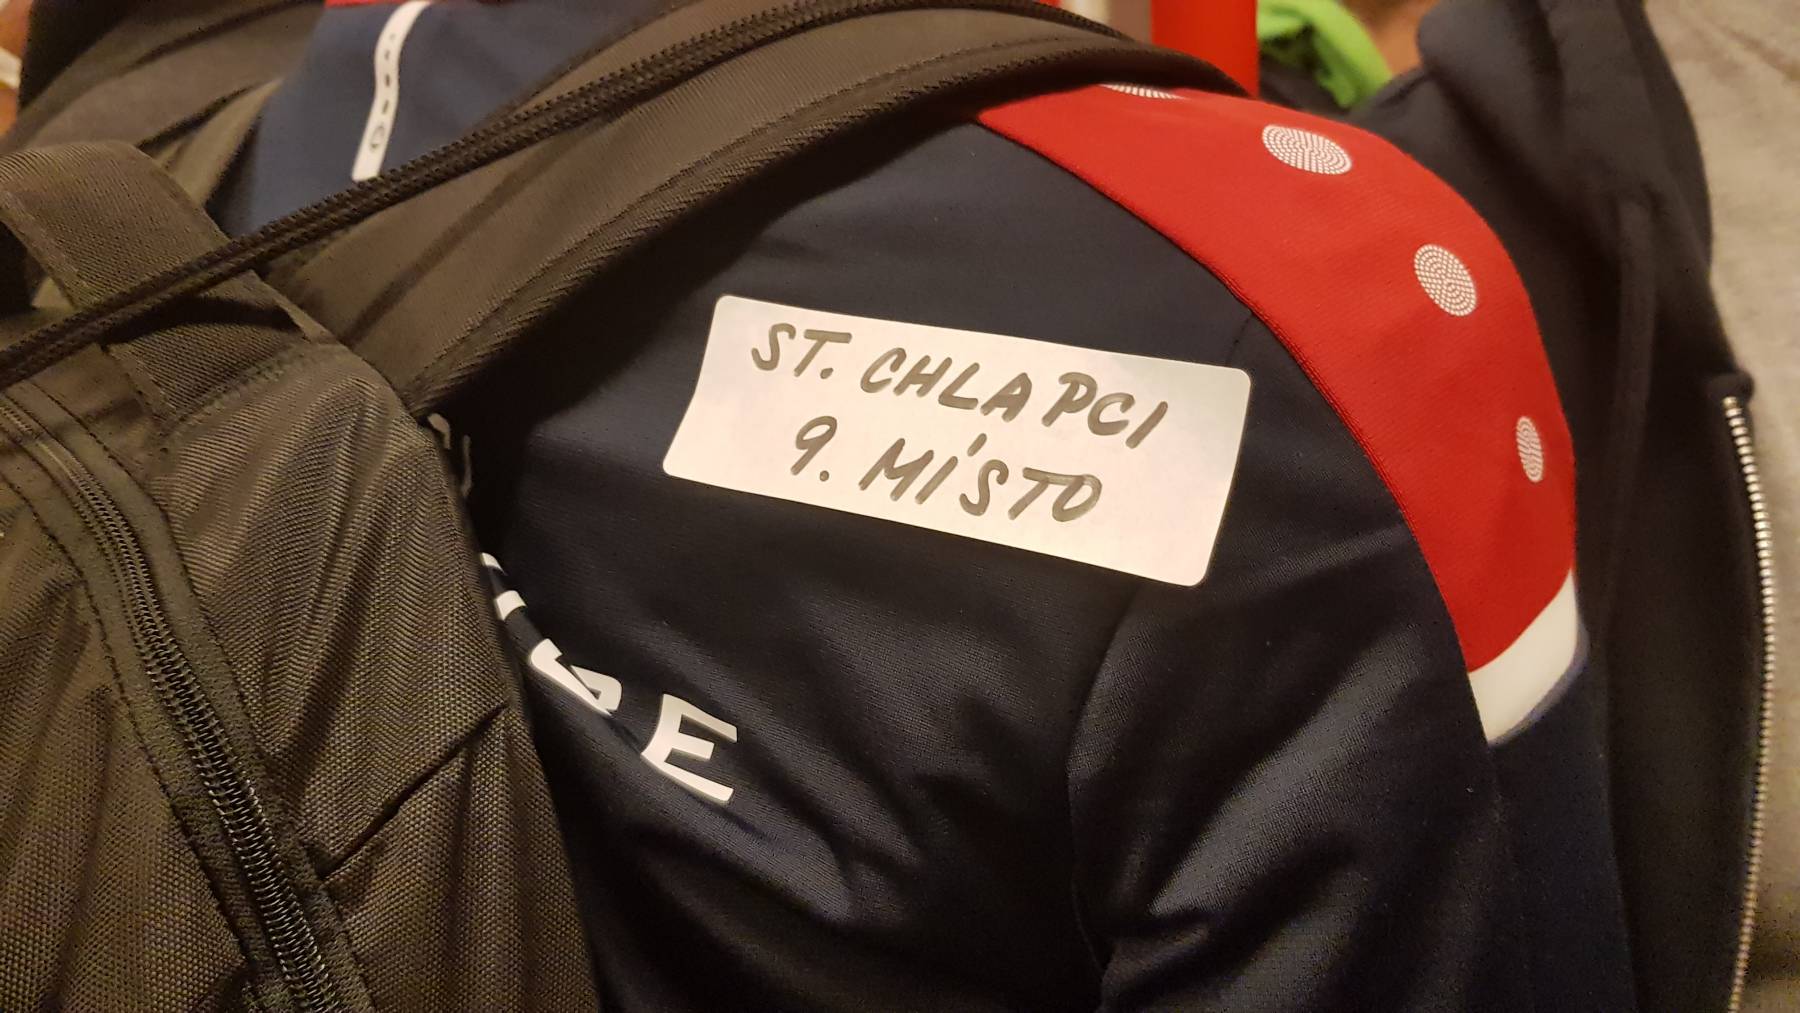 ST. CHLAPCI
9. MÍSTO